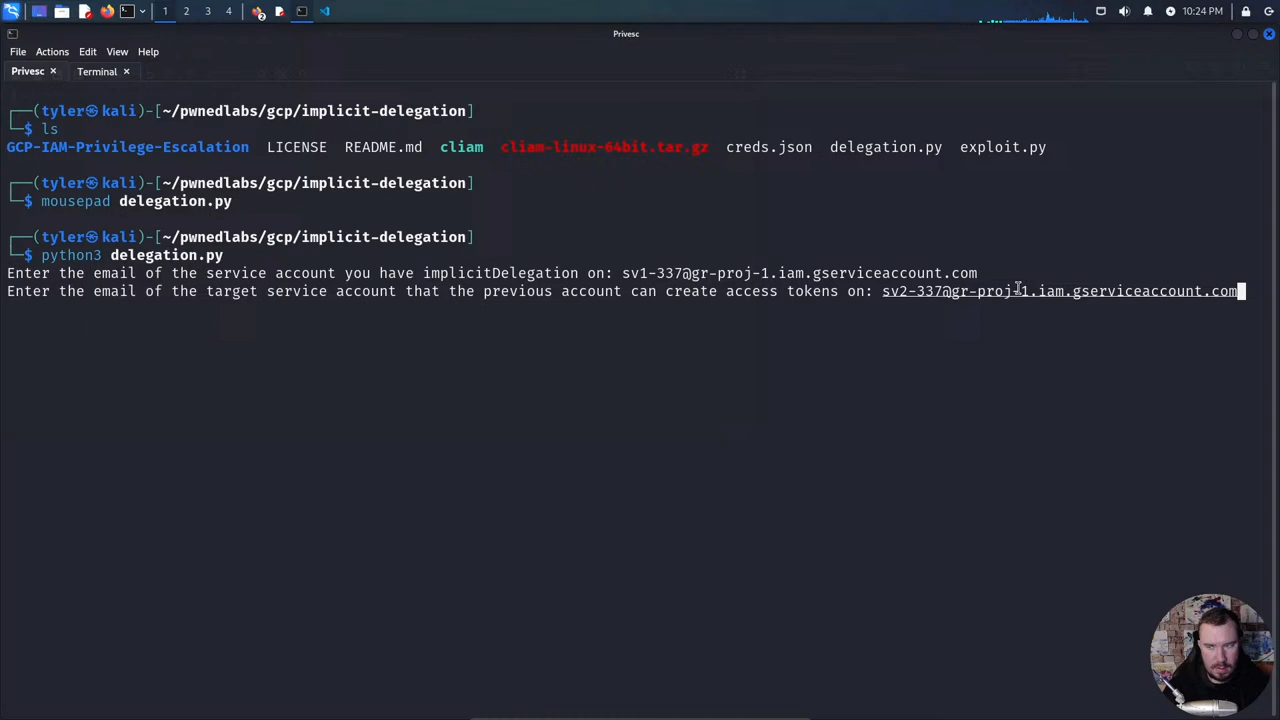 1 2 3 4 10:24 PM
Privesc
File Actions Edit View Help
Privesc × Terminal ×
┌──(tyler㉿kali)-[~/pwnedlabs/gcp/implicit-delegation]
└─$ ls
GCP-IAM-Privilege-Escalation LICENSE README.md cliam cliam-linux-64bit.tar.gz creds.json delegation.py exploit.py
┌──(tyler㉿kali)-[~/pwnedlabs/gcp/implicit-delegation]
└─$ mousepad delegation.py
┌──(tyler㉿kali)-[~/pwnedlabs/gcp/implicit-delegation]
└─$ python3 delegation.py
Enter the email of the service account you have implicitDelegation on: sv1-337@gr-proj-1.iam.gserviceaccount.com
Enter the email of the target service account that the previous account can create access tokens on: sv2-337@gr-proj-1.iam.gserviceaccount.com